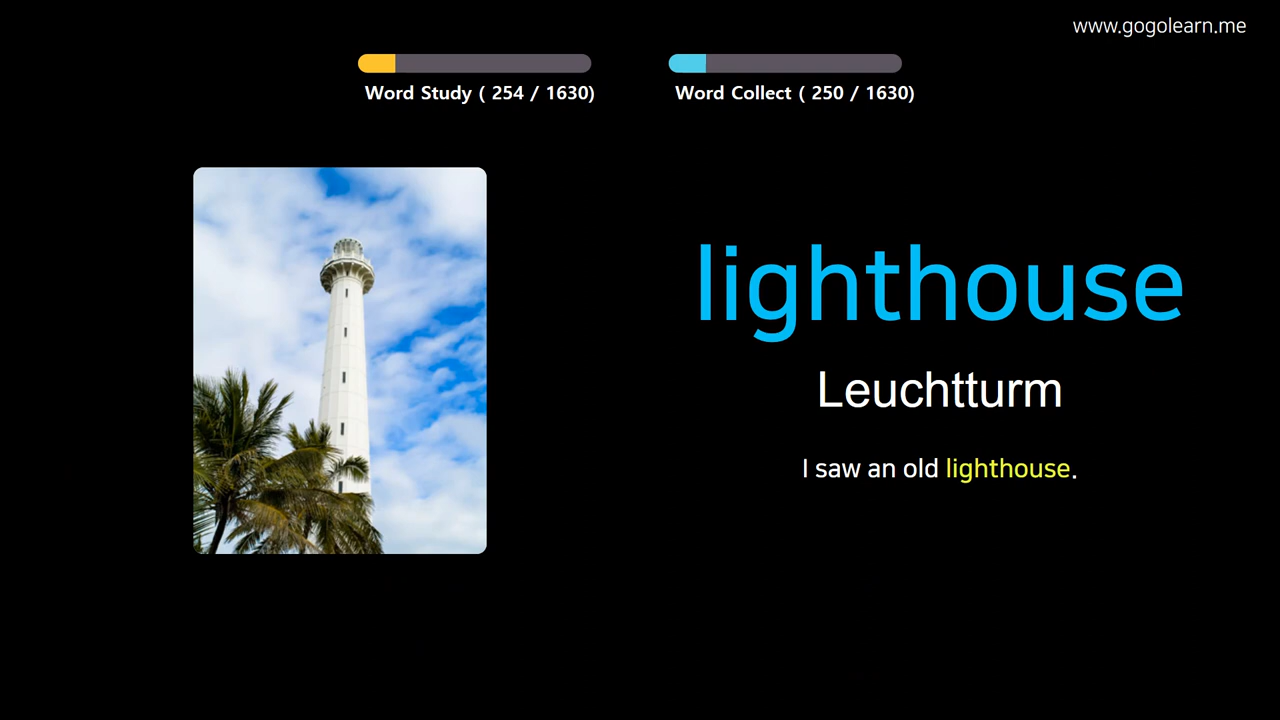 www.gogolearn.me
Word Study ( 254 / 1630)
Word Collect ( 250 / 1630)
lighthouse
Leuchtturm
I saw an old lighthouse.